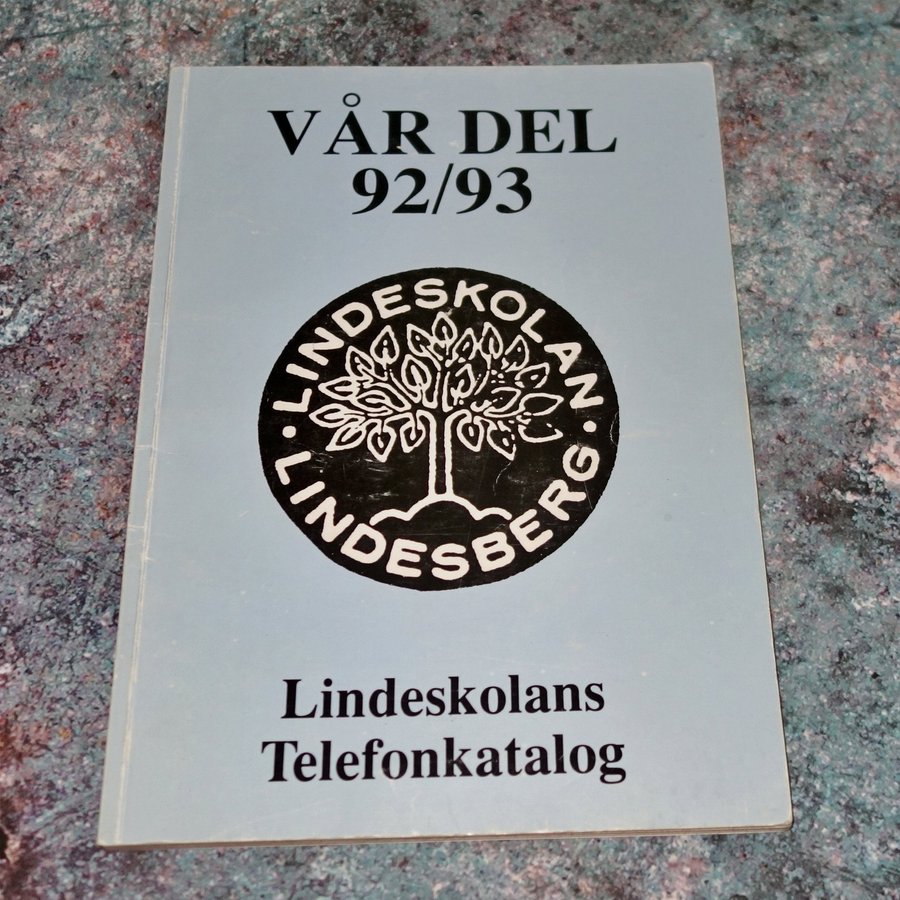 VÅR DEL
92/93
LINDESKOLAN
· LINDESBERG ·
Lindeskolans
Telefonkatalog